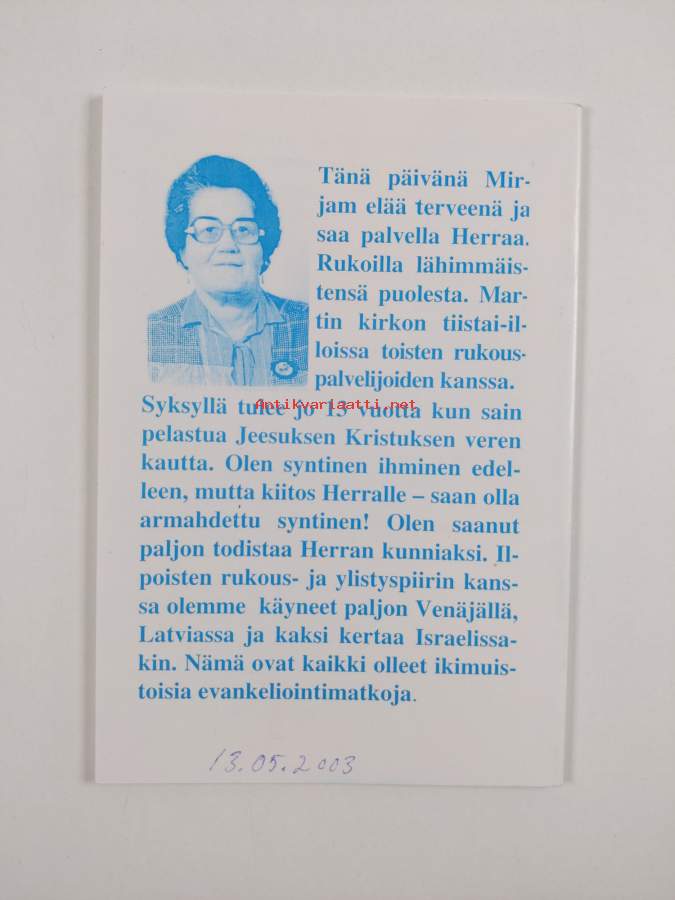 Tänä päivänä Mir-
jam elää terveenä ja
saa palvella Herraa.
Rukoilla lähimmäis-
tensä puolesta. Mar-
tin kirkon tiistai-il-
loissa toisten rukous-
palvelijoiden kanssa.
Antikvariaatti.net
Syksyllä tulee jo 13 vuotta kun sain
pelastua Jeesuksen Kristuksen veren
kautta. Olen syntinen ihminen edel-
leen, mutta kiitos Herralle – saan olla
armahdettu syntinen! Olen saanut
paljon todistaa Herran kunniaksi. Il-
poisten rukous- ja ylistyspiirin kans-
sa olemme käyneet paljon Venäjällä,
Latviassa ja kaksi kertaa Israelissa-
kin. Nämä ovat kaikki olleet ikimuis-
toisia evankeliointimatkoja.
13.05.2003